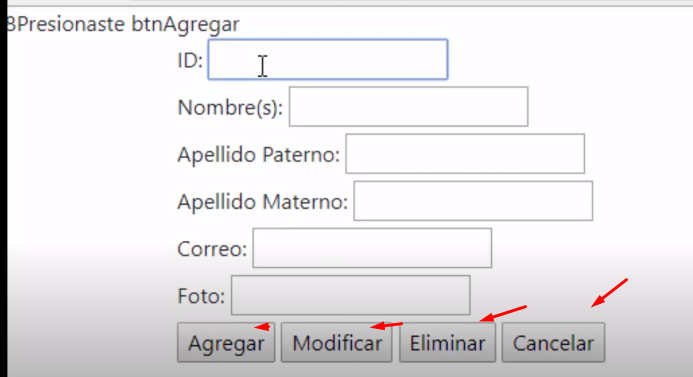 8Presionaste btnAgregar
ID:
Nombre(s):
Apellido Paterno:
Apellido Materno:
Correo:
Foto:
Agregar Modificar Eliminar Cancelar